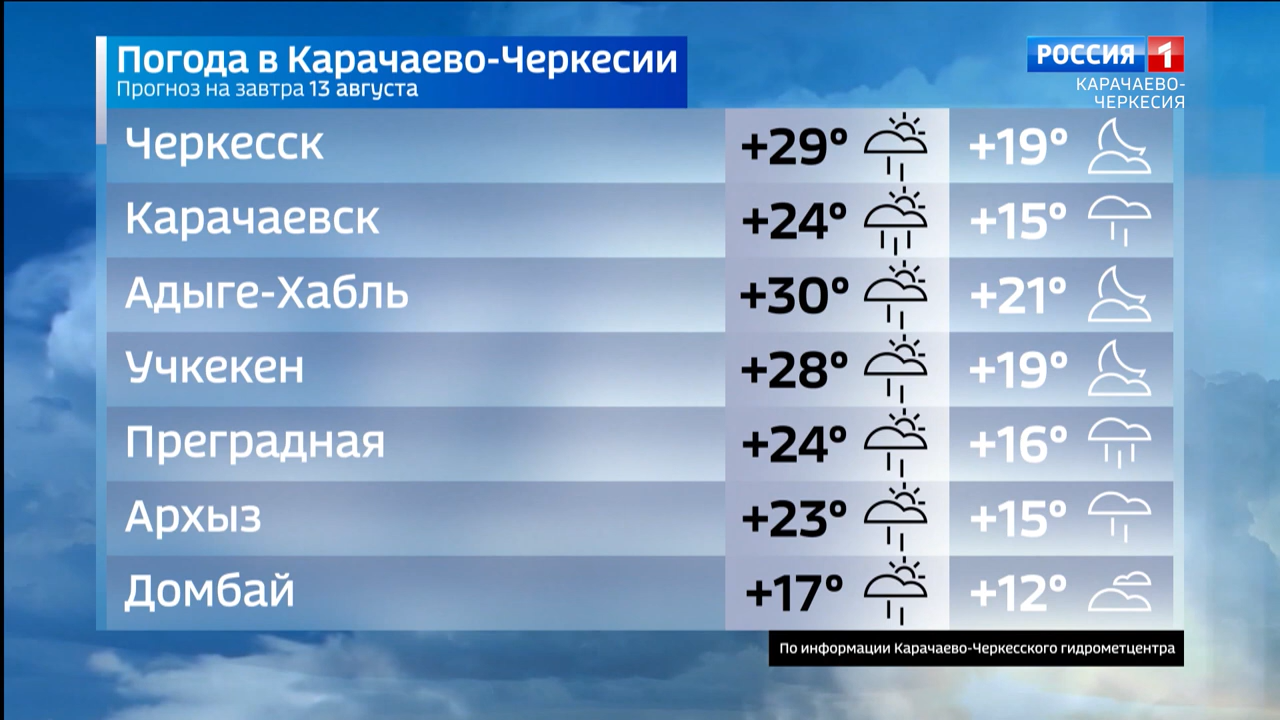 Погода в Карачаево-Черкесии
Прогноз на завтра 13 августа
РОССИЯ 1
КАРАЧАЕВО-
ЧЕРКЕСИЯ
Черкесск +29° +19°
Карачаевск +24° +15°
Адыге-Хабль +30° +21°
Учкекен +28° +19°
Преградная +24° +16°
Архыз +23° +15°
Домбай +17° +12°
По информации Карачаево-Черкесского гидрометцентра